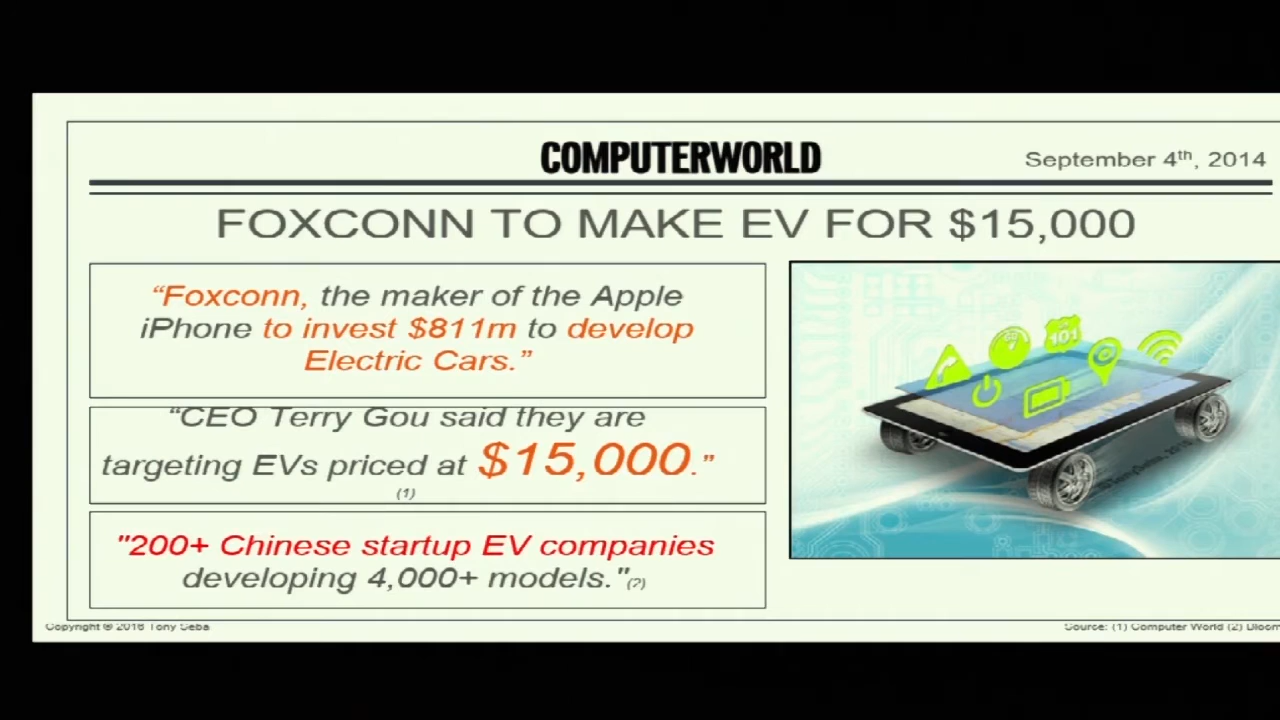 COMPUTERWORLD
September 4th, 2014
FOXCONN TO MAKE EV FOR $15,000
“Foxconn, the maker of the Apple
iPhone to invest $811m to develop
Electric Cars.”
“CEO Terry Gou said they are
targeting EVs priced at $15,000.”
(1)
"200+ Chinese startup EV companies
developing 4,000+ models."(2)
101
Copyright © 2016 Tony Seba
Source: (1) Computer World (2)